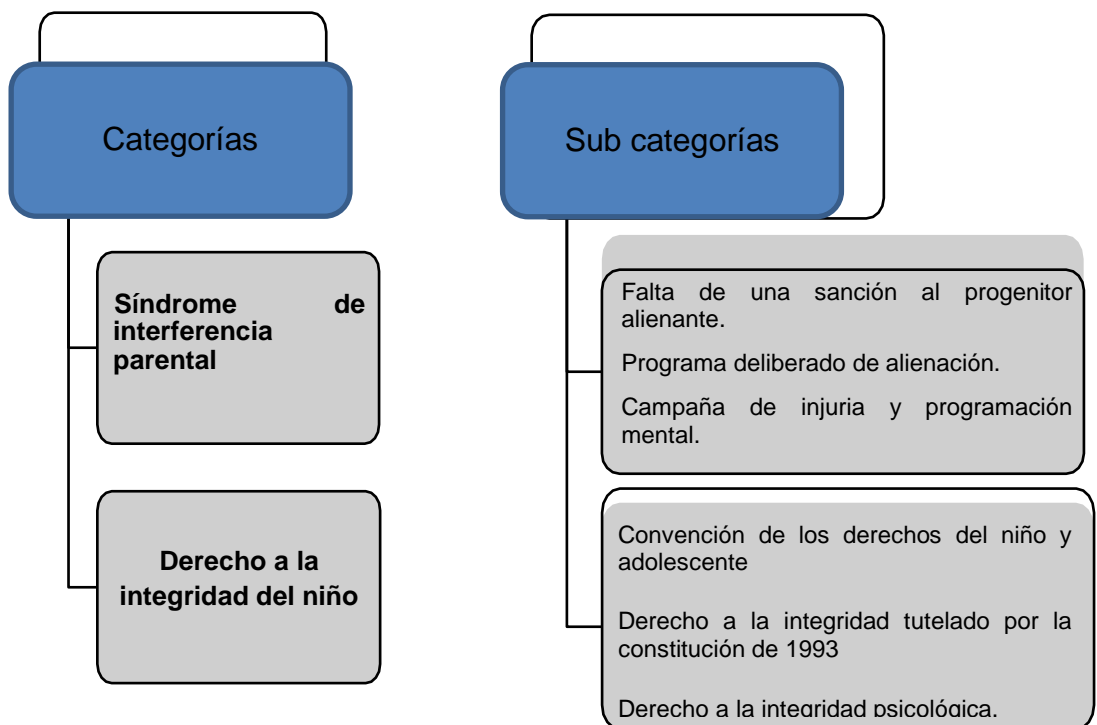 Categorías
Síndrome de
interferencia
parental
Derecho a la
integridad del niño
Sub categorías
Falta de una sanción al progenitor
alienante.
Programa deliberado de alienación.
Campaña de injuria y programación
mental.
Convención de los derechos del niño y
adolescente
Derecho a la integridad tutelado por la
constitución de 1993
Derecho a la integridad psicológica.